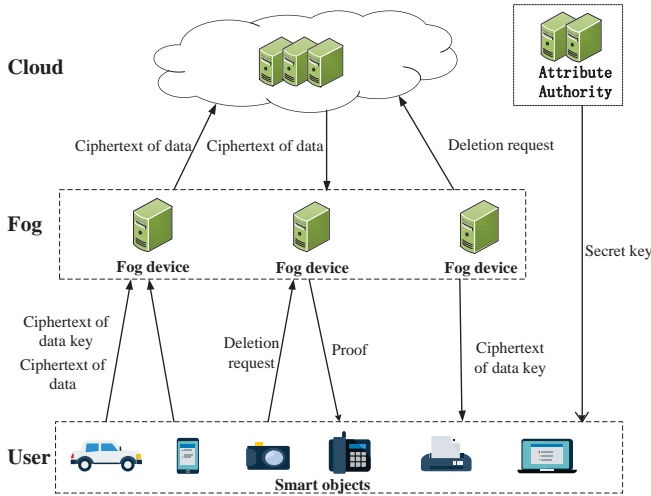 Cloud
Attribute
Authority
Ciphertext of data
Ciphertext of data
Deletion request
Fog
Fog device
Fog device
Fog device
Secret key
Ciphertext of
data key
Ciphertext of
data
Deletion
request
Proof
Ciphertext
of data key
User
Smart objects